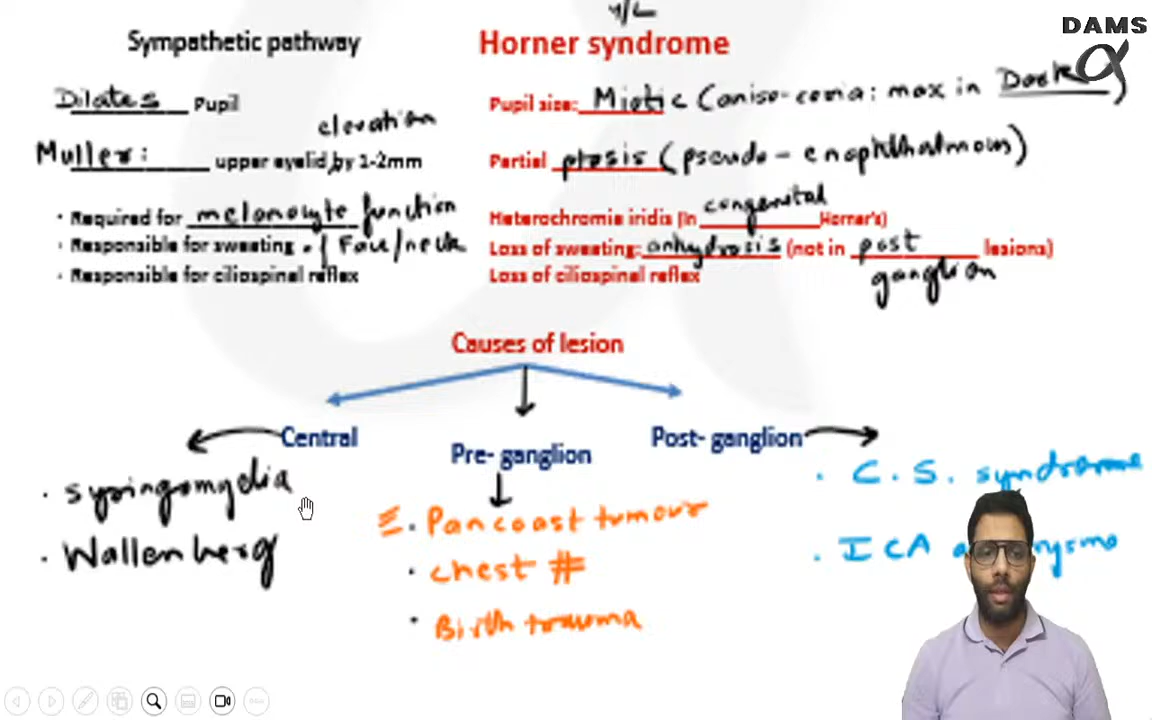 U/L
DAMS
α
Sympathetic pathway
Horner syndrome
Dilates Pupil
Pupil size: Miotic (aniso-coria: max in Dark)
elevation
Muller: upper eyelid by 1-2mm
Partial ptosis (pseudo-enophthalmous)
congenital
· Required for melanocyte function
Heterochromia iridis (in Horner's)
· Responsible for sweating of Face/neck
Loss of sweating: anhydrosis (not in post lesions)
ganglion
· Responsible for ciliospinal reflex
Loss of ciliospinal reflex
Causes of lesion
Central
Pre- ganglion
Post- ganglion
· syringomyelia
· Wallenberg
· Pancoast tumour
· chest #
· Birth trauma
· C. S. syndrome
· ICA